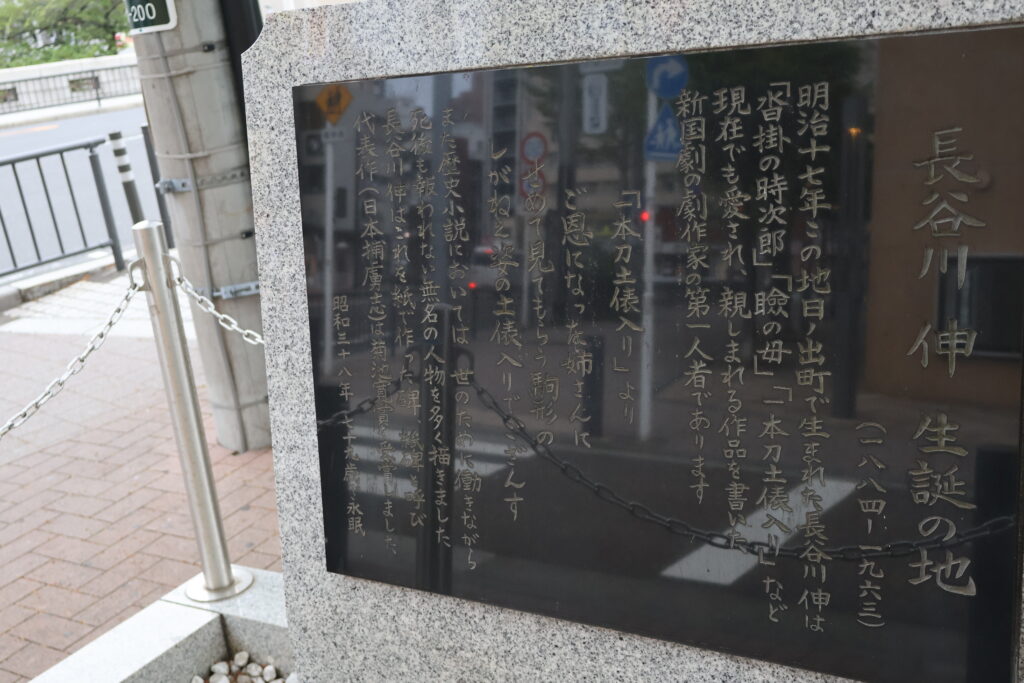 長谷川 伸 生誕の地
(一八八四ー一九六三)
明治十七年この地日ノ出町で生まれた長谷川伸は
「沓掛の時次郎」「瞼の母」「一本刀土俵入り」など
現在でも愛され、親しまれる作品を書いた
新国劇の劇作家の第一人者であります
「一本刀土俵入り」より
ご恩になった姉さんに
せめて見てもらう駒形の
しがねえ姿の土俵入りでござんす
また歴史小説においては 世のために働きながら
死後も報われない無名の人物を多く描きました
長谷川伸はこれを紙で作った碑、紙碑と呼び
代表作(日本捕虜志)は菊池寛賞を受賞しました。
昭和三十八年 七十九歳で永眠
-200